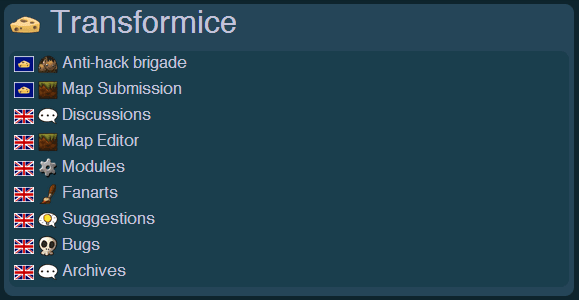 Transformice
Anti-hack brigade
Map Submission
Discussions
Map Editor
Modules
Fanarts
Suggestions
Bugs
Archives